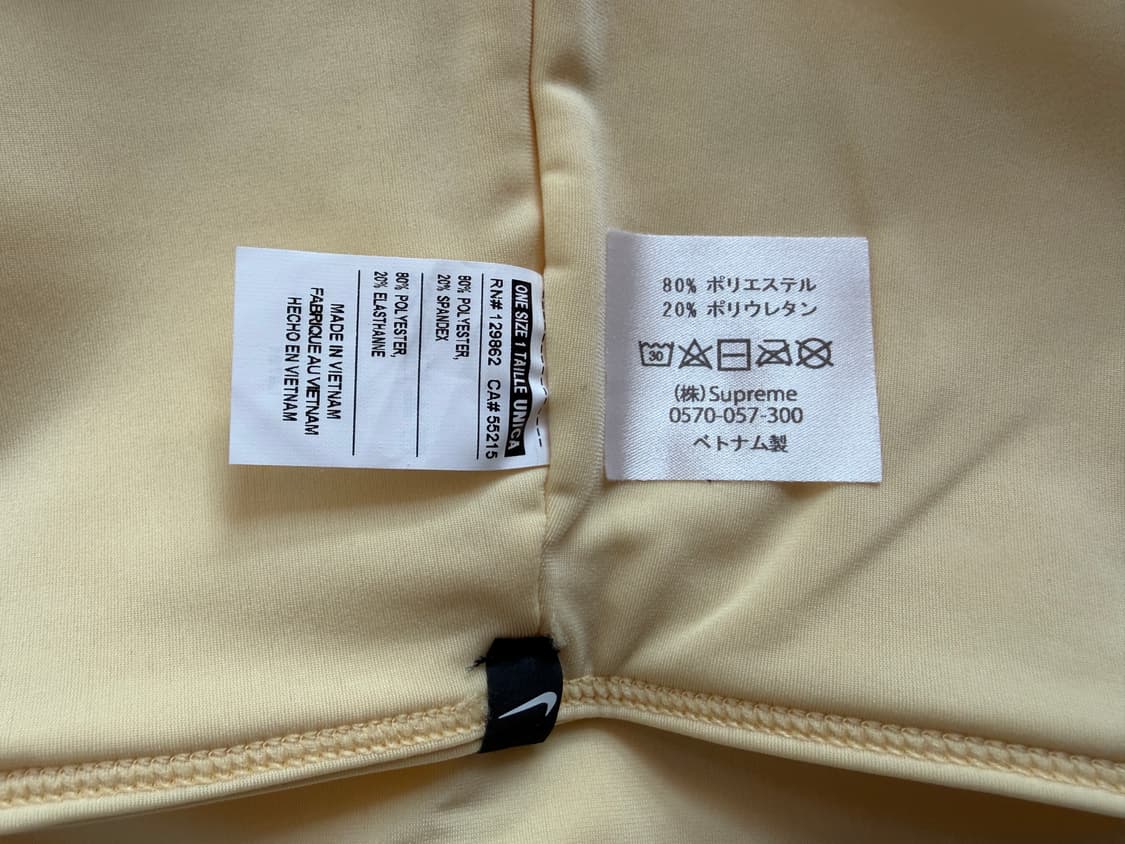 ONE SIZE 1 TAILLE UNICA
RN# 129862 CA# 55215
80% POLYESTER,
20% SPANDEX
80% POLYESTER,
20% ELASTHANNE
MADE IN VIETNAM
FABRIQUE AU VIETNAM
HECHO EN VIETNAM
80% ポリエステル
20% ポリウレタン
30
(株)Supreme
0570-057-300
ベトナム製